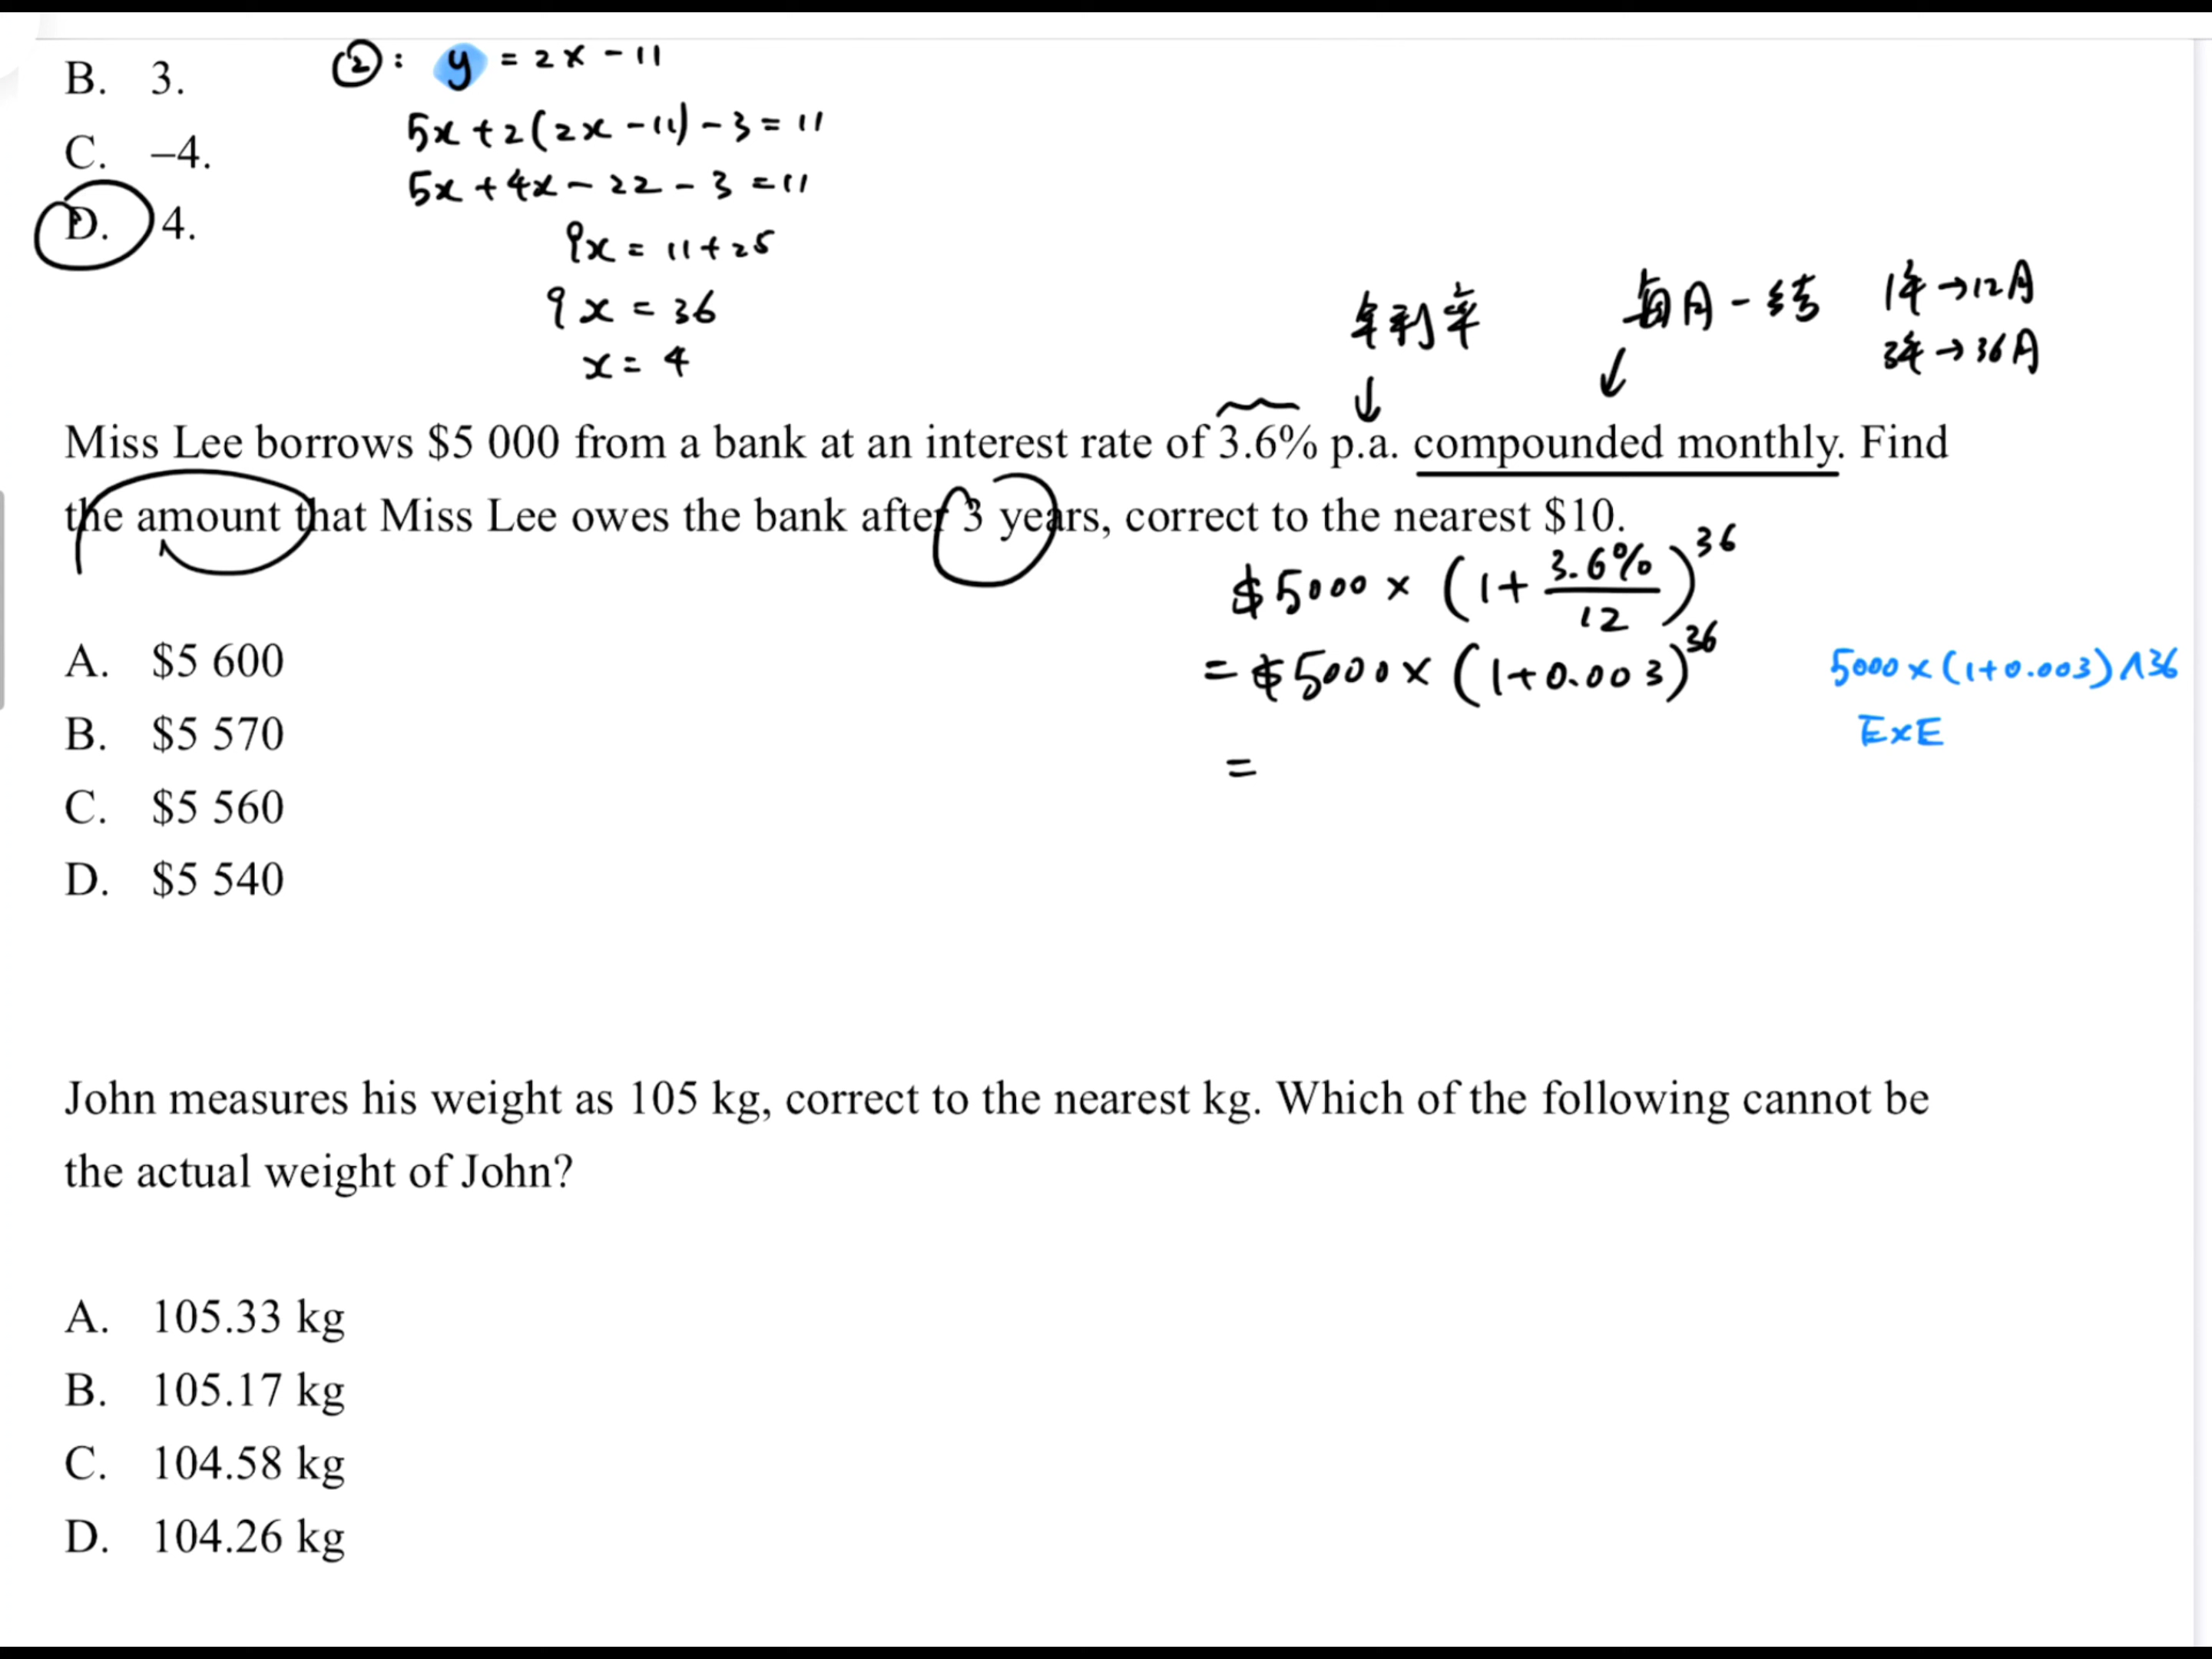 B. 3.
②: y = 2x - 11
C. –4.
5x + 2(2x - 11) - 3 = 11
5x + 4x - 22 - 3 = 11
D. 4.
9x = 11 + 25
9x = 36
x = 4
年利率
每月一结
1年→12月
3年→36月
↓
↓
Miss Lee borrows $5 000 from a bank at an interest rate of 3.6% p.a. compounded monthly. Find
the amount that Miss Lee owes the bank after 3 years, correct to the nearest $10.
$5000 × (1 + 3.6%/12)^36
= $5000 × (1 + 0.003)^36
5000 × (1+0.003) ∧36
EXE
=
A. $5 600
B. $5 570
C. $5 560
D. $5 540
John measures his weight as 105 kg, correct to the nearest kg. Which of the following cannot be
the actual weight of John?
A. 105.33 kg
B. 105.17 kg
C. 104.58 kg
D. 104.26 kg